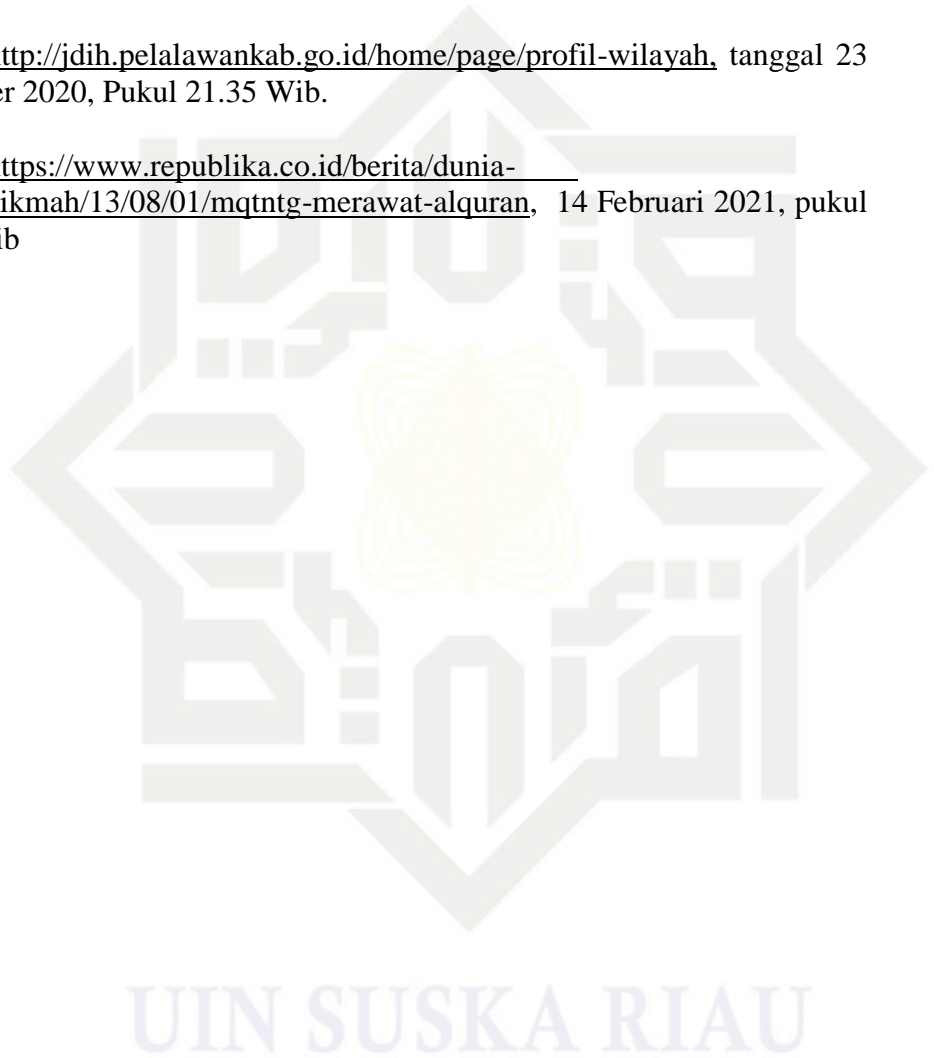 ttp://jdih.pelalawankab.go.id/home/page/profil-wilayah, tanggal 23
er 2020, Pukul 21.35 Wib.
ttps://www.republika.co.id/berita/dunia-
ikmah/13/08/01/mqtntg-merawat-alquran, 14 Februari 2021, pukul
ib
UIN SUSKA RIAU